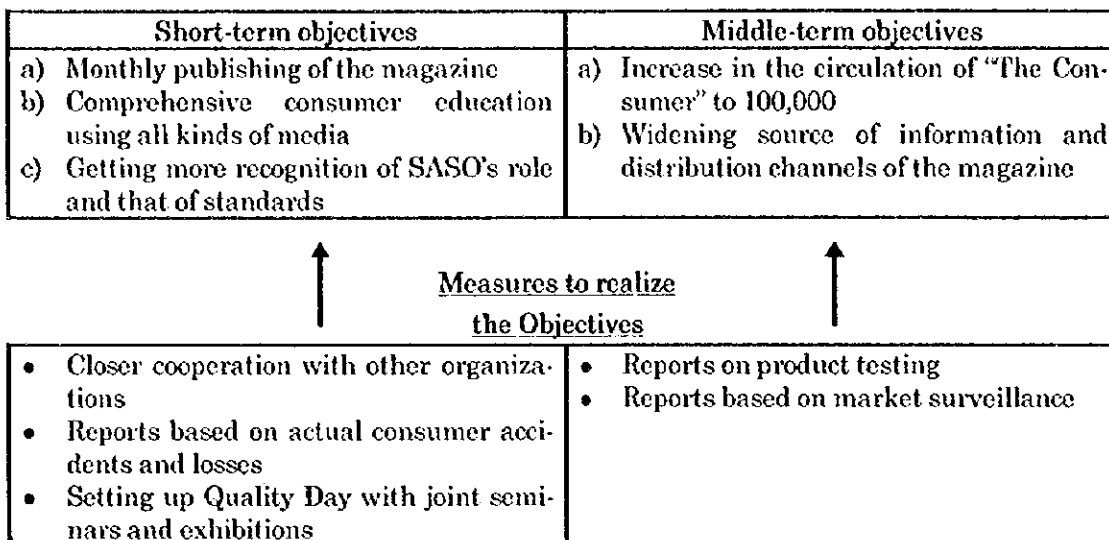 Short-term objectives
a) Monthly publishing of the magazine
b) Comprehensive consumer education
using all kinds of media
c) Getting more recognition of SASO's role
and that of standards
Middle-term objectives
a) Increase in the circulation of "The Con-
sumer" to 100,000
b) Widening source of information and
distribution channels of the magazine
Measures to realize
the Objectives
• Closer cooperation with other organiza-
tions
• Reports based on actual consumer acci-
dents and losses
• Setting up Quality Day with joint semi-
nars and exhibitions
• Reports on product testing
• Reports based on market surveillance